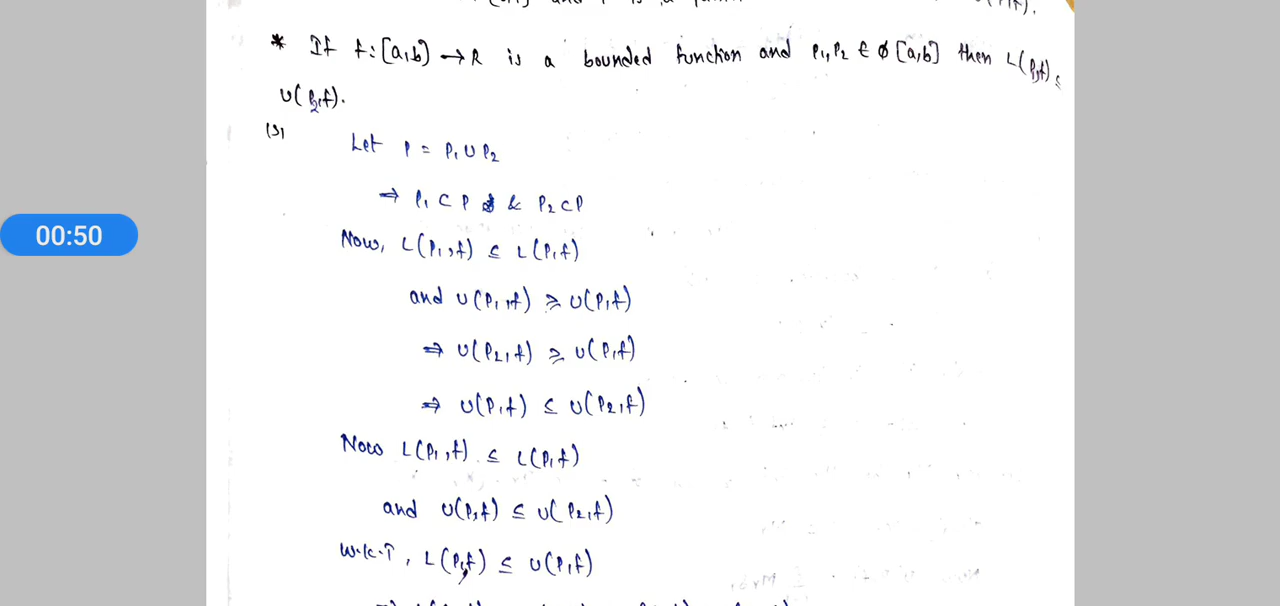 * If f:[a,b] → R is a bounded function and P1, P2 ∈ ϕ [a,b] then L(P1,f) ≤
U(P2,f).
(S)
Let P = P1 ∪ P2
⇒ P1 ⊂ P & P2 ⊂ P
00:50
Now, L(P1,f) ≤ L(P,f)
and U(P1,f) ≥ U(P,f)
⇒ U(P2,f) ≥ U(P,f)
⇒ U(P,f) ≤ U(P2,f)
Now L(P1,f) ≤ L(P,f)
and U(P,f) ≤ U(P2,f)
W.K.T, L(P,f) ≤ U(P,f)